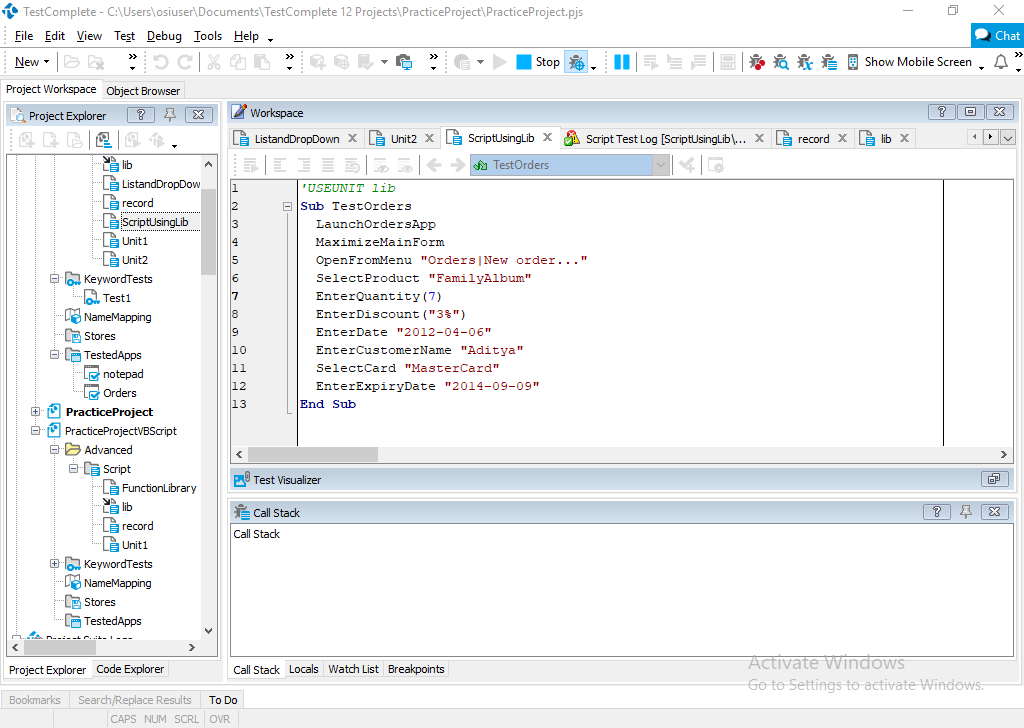 TestComplete - C:\Users\osiuser\Documents\TestComplete 12 Projects\PracticeProject\PracticeProject.pjs
File Edit View Test Debug Tools Help
Chat
New Stop Show Mobile Screen
Project Workspace Object Browser
Project Explorer
lib
ListandDropDow
record
ScriptUsingLib
Unit1
Unit2
KeywordTests
Test1
NameMapping
Stores
TestedApps
notepad
Orders
PracticeProject
PracticeProjectVBScript
Advanced
Script
FunctionLibrary
lib
record
Unit1
KeywordTests
NameMapping
Stores
TestedApps
Project Suite Logs
Project Explorer Code Explorer
Workspace
ListandDropDown Unit2 ScriptUsingLib Script Test Log [ScriptUsingLib\... record lib
TestOrders
1 'USEUNIT lib
2 Sub TestOrders
3 LaunchOrdersApp
4 MaximizeMainForm
5 OpenFromMenu "Orders|New order..."
6 SelectProduct "FamilyAlbum"
7 EnterQuantity(7)
8 EnterDiscount("3%")
9 EnterDate "2012-04-06"
10 EnterCustomerName "Aditya"
11 SelectCard "MasterCard"
12 EnterExpiryDate "2014-09-09"
13 End Sub
Test Visualizer
Call Stack
Call Stack
Call Stack Locals Watch List Breakpoints
Activate Windows
Go to Settings to activate Windows.
Bookmarks Search/Replace Results To Do
CAPS NUM SCRL OVR